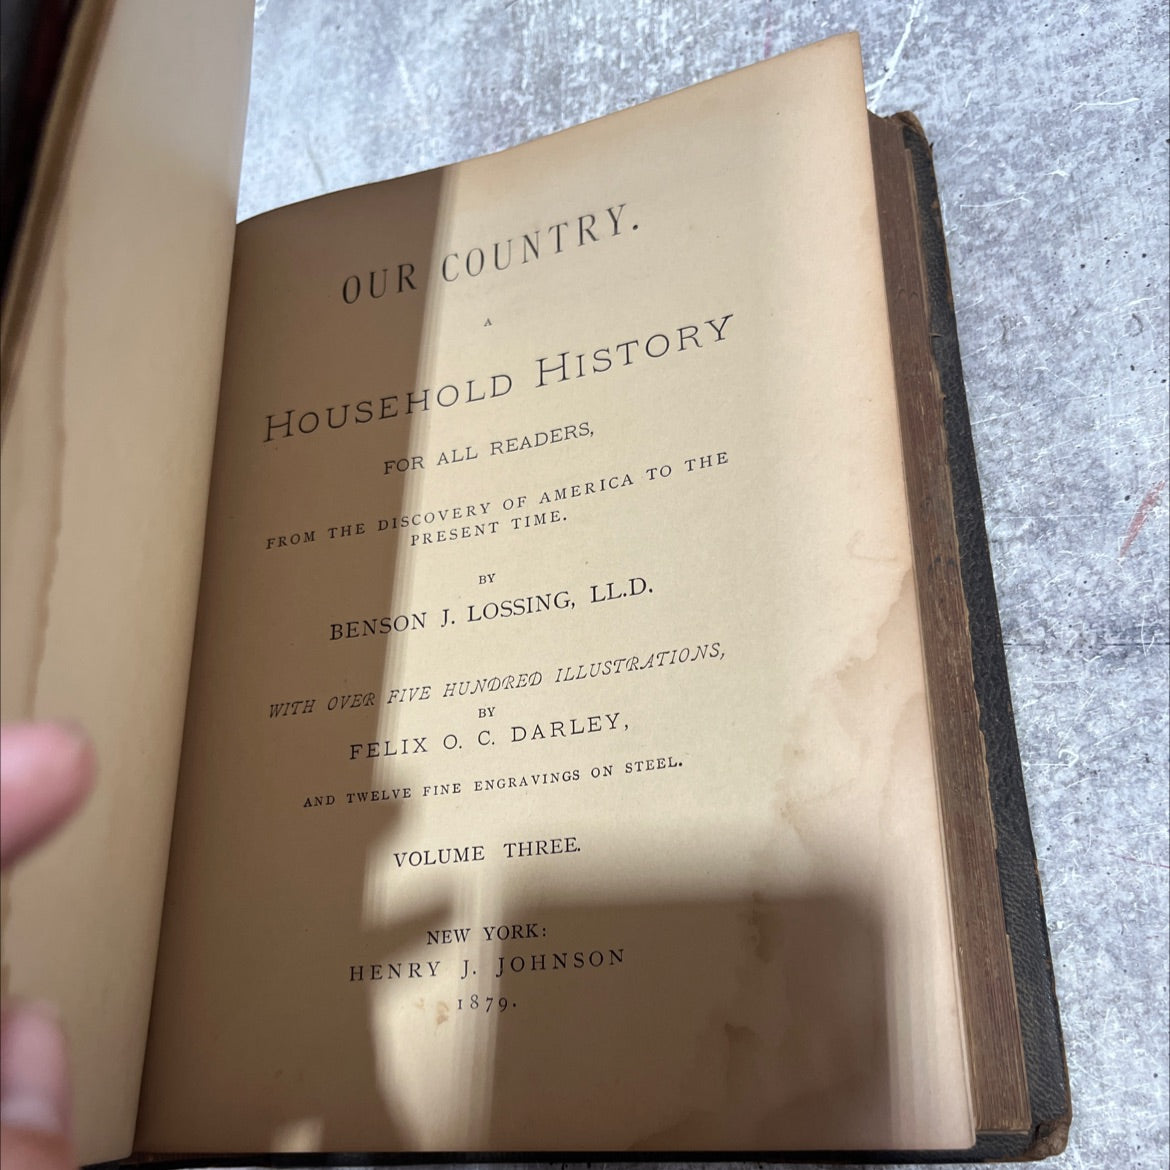 OUR COUNTRY.
A
HOUSEHOLD HISTORY
FOR ALL READERS,
FROM THE DISCOVERY OF AMERICA TO THE
PRESENT TIME.
BY
BENSON J. LOSSING, LL.D.
WITH OVER FIVE HUNDRED ILLUSTRATIONS,
BY
FELIX O. C. DARLEY,
AND TWELVE FINE ENGRAVINGS ON STEEL.
VOLUME THREE.
NEW YORK:
HENRY J. JOHNSON
1879.